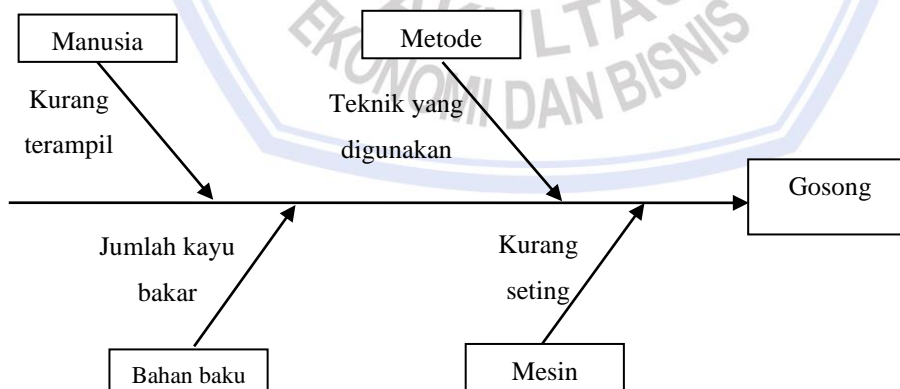 Manusia
Metode
Kurang
terampil
Teknik yang
digunakan
EKONOMI DAN BISNIS
Gosong
Jumlah kayu
bakar
Kurang
seting
Bahan baku
Mesin